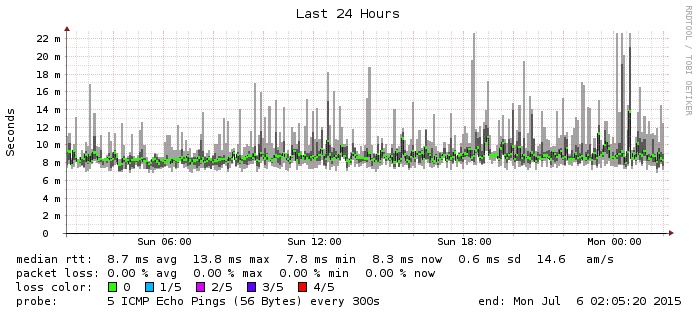 Last 24 Hours
RRDTOOL / TOBI OETIKER
Seconds
22 m
20 m
18 m
16 m
14 m
12 m
10 m
8 m
6 m
4 m
2 m
0
Sun 06:00 Sun 12:00 Sun 18:00 Mon 00:00
median rtt: 8.7 ms avg 13.8 ms max 7.8 ms min 8.3 ms now 0.6 ms sd 14.6 am/s
packet loss: 0.00 % avg 0.00 % max 0.00 % min 0.00 % now
loss color: 0 1/5 2/5 3/5 4/5
probe: 5 ICMP Echo Pings (56 Bytes) every 300s end: Mon Jul 6 02:05:20 2015